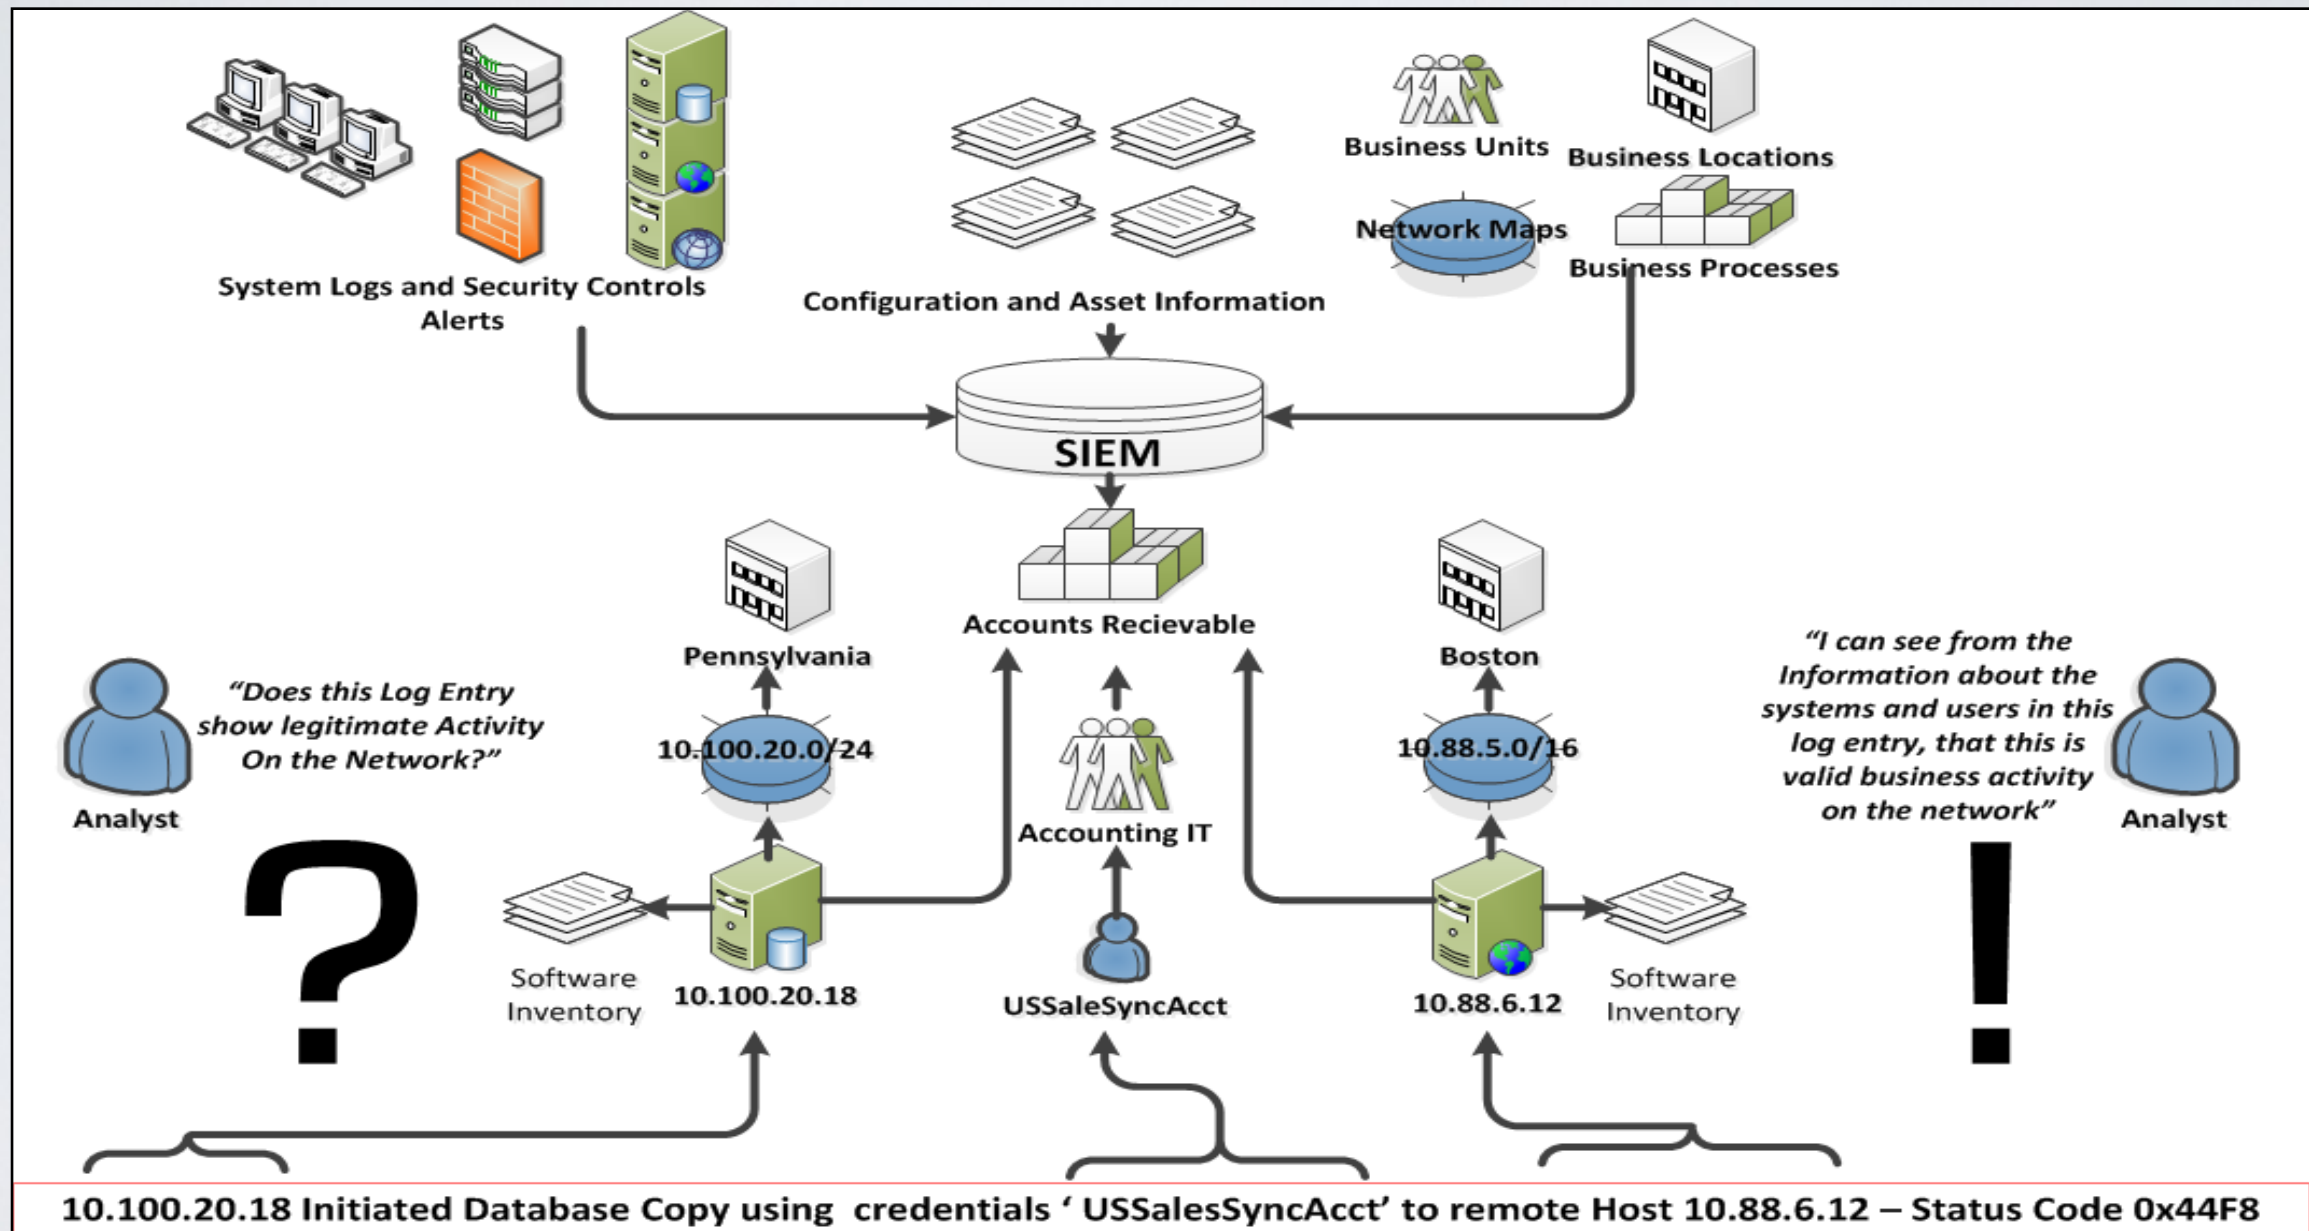 System Logs and Security Controls
Alerts
Configuration and Asset Information
Business Units
Business Locations
Network Maps
Business Processes
SIEM
Accounts Recievable
Pennsylvania
Boston
“Does this Log Entry
show legitimate Activity
On the Network?”
Analyst
10.100.20.0/24
Accounting IT
10.88.5.0/16
“I can see from the
Information about the
systems and users in this
log entry, that this is
valid business activity
on the network”
Analyst
Software
Inventory
10.100.20.18
USSaleSyncAcct
10.88.6.12
Software
Inventory
?
!
10.100.20.18 Initiated Database Copy using credentials ‘ USSalesSyncAcct’ to remote Host 10.88.6.12 – Status Code 0x44F8